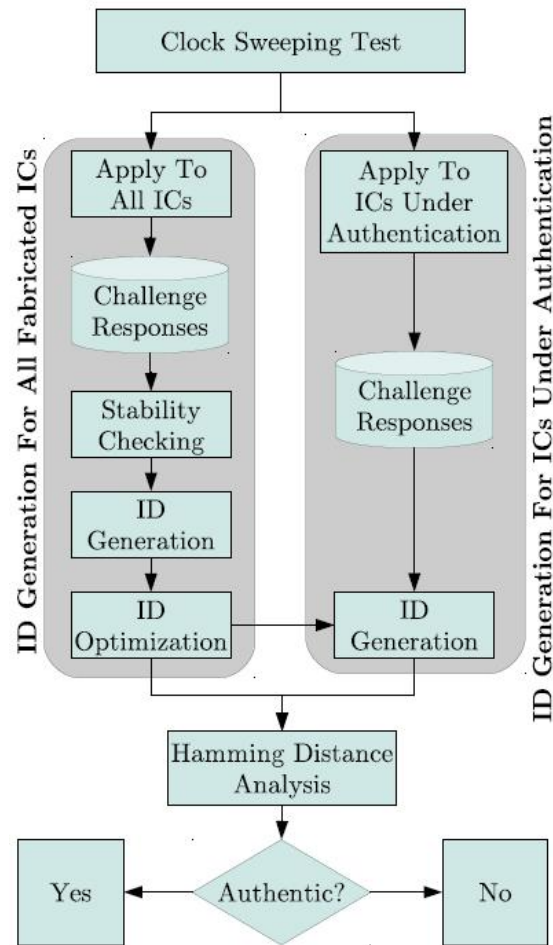 Clock Sweeping Test
ID Generation For All Fabricated ICs
Apply To
All ICs
Challenge
Responses
Stability
Checking
ID
Generation
ID
Optimization
Apply To
ICs Under
Authentication
Challenge
Responses
ID
Generation
ID Generation For ICs Under Authentication
Hamming Distance
Analysis
Authentic?
Yes
No